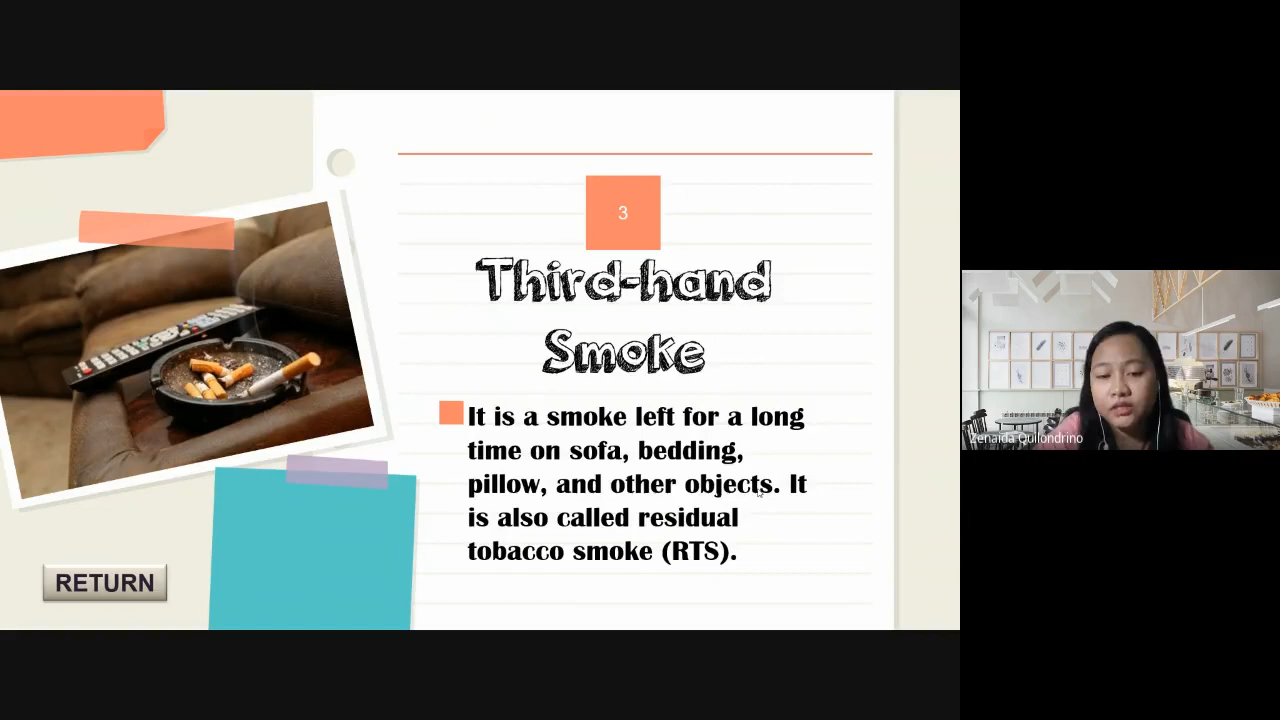 3
Third-hand
Smoke
It is a smoke left for a long
time on sofa, bedding,
pillow, and other objects. It
is also called residual
tobacco smoke (RTS).
RETURN
Zenaida Quilondrino